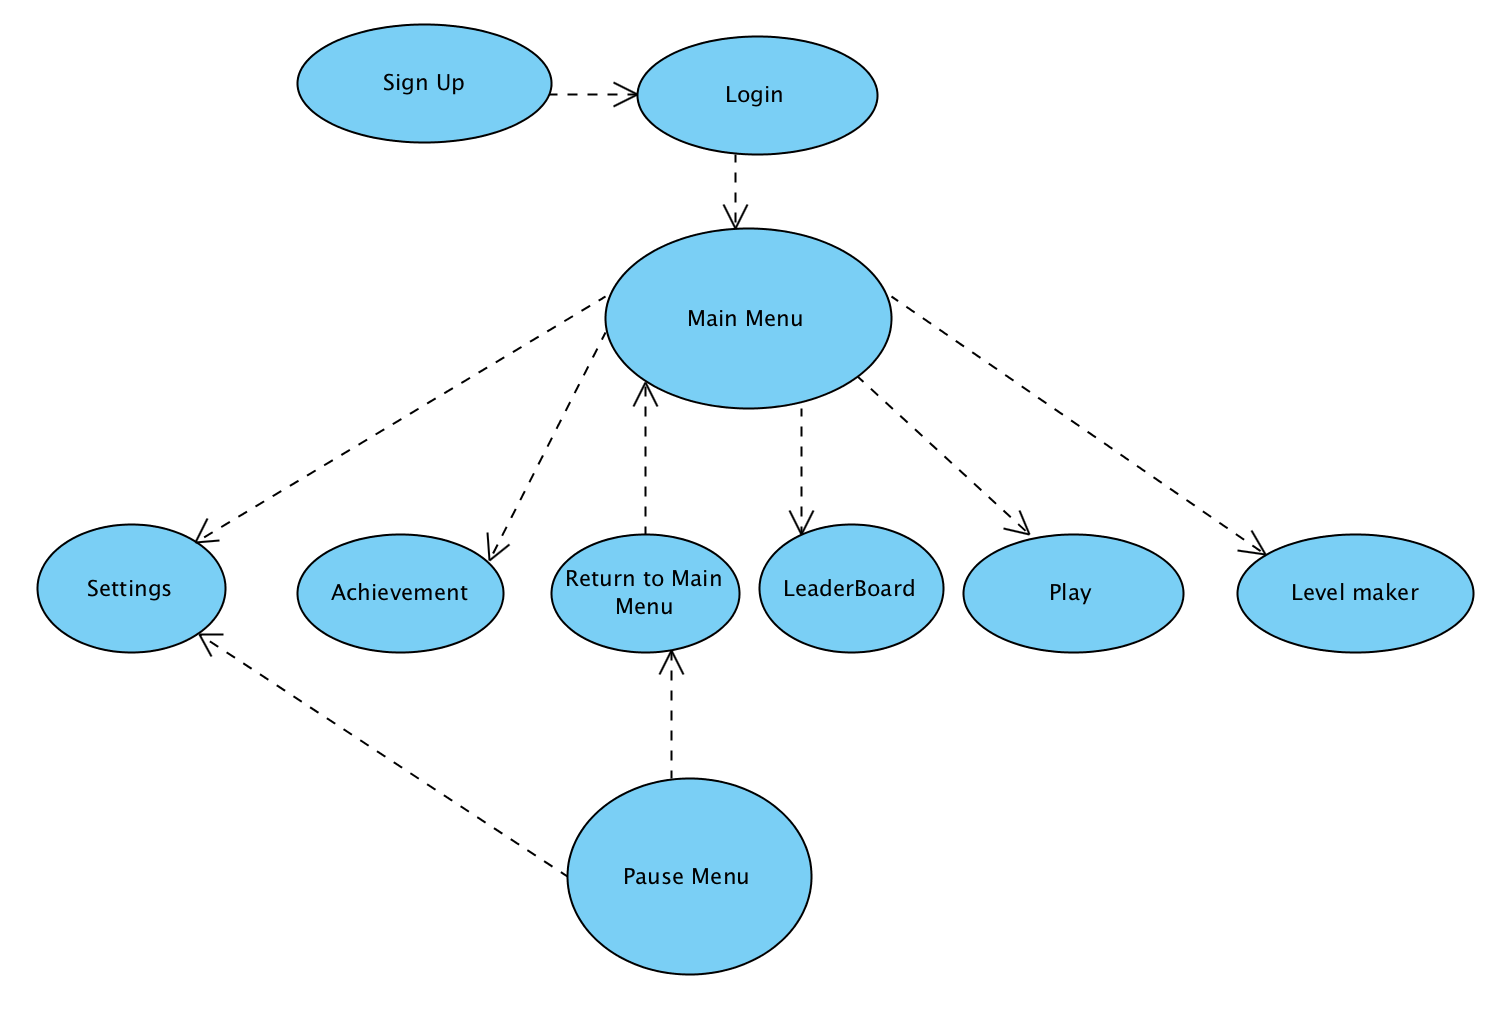 Sign Up
Login
Main Menu
Settings
Achievement
Return to Main
Menu
LeaderBoard
Play
Level maker
Pause Menu